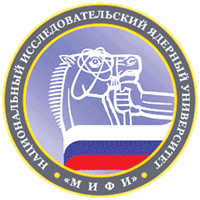 НАЦИОНАЛЬНЫЙ ИССЛЕДОВАТЕЛЬСКИЙ ЯДЕРНЫЙ УНИВЕРСИТЕТ
«МИФИ»